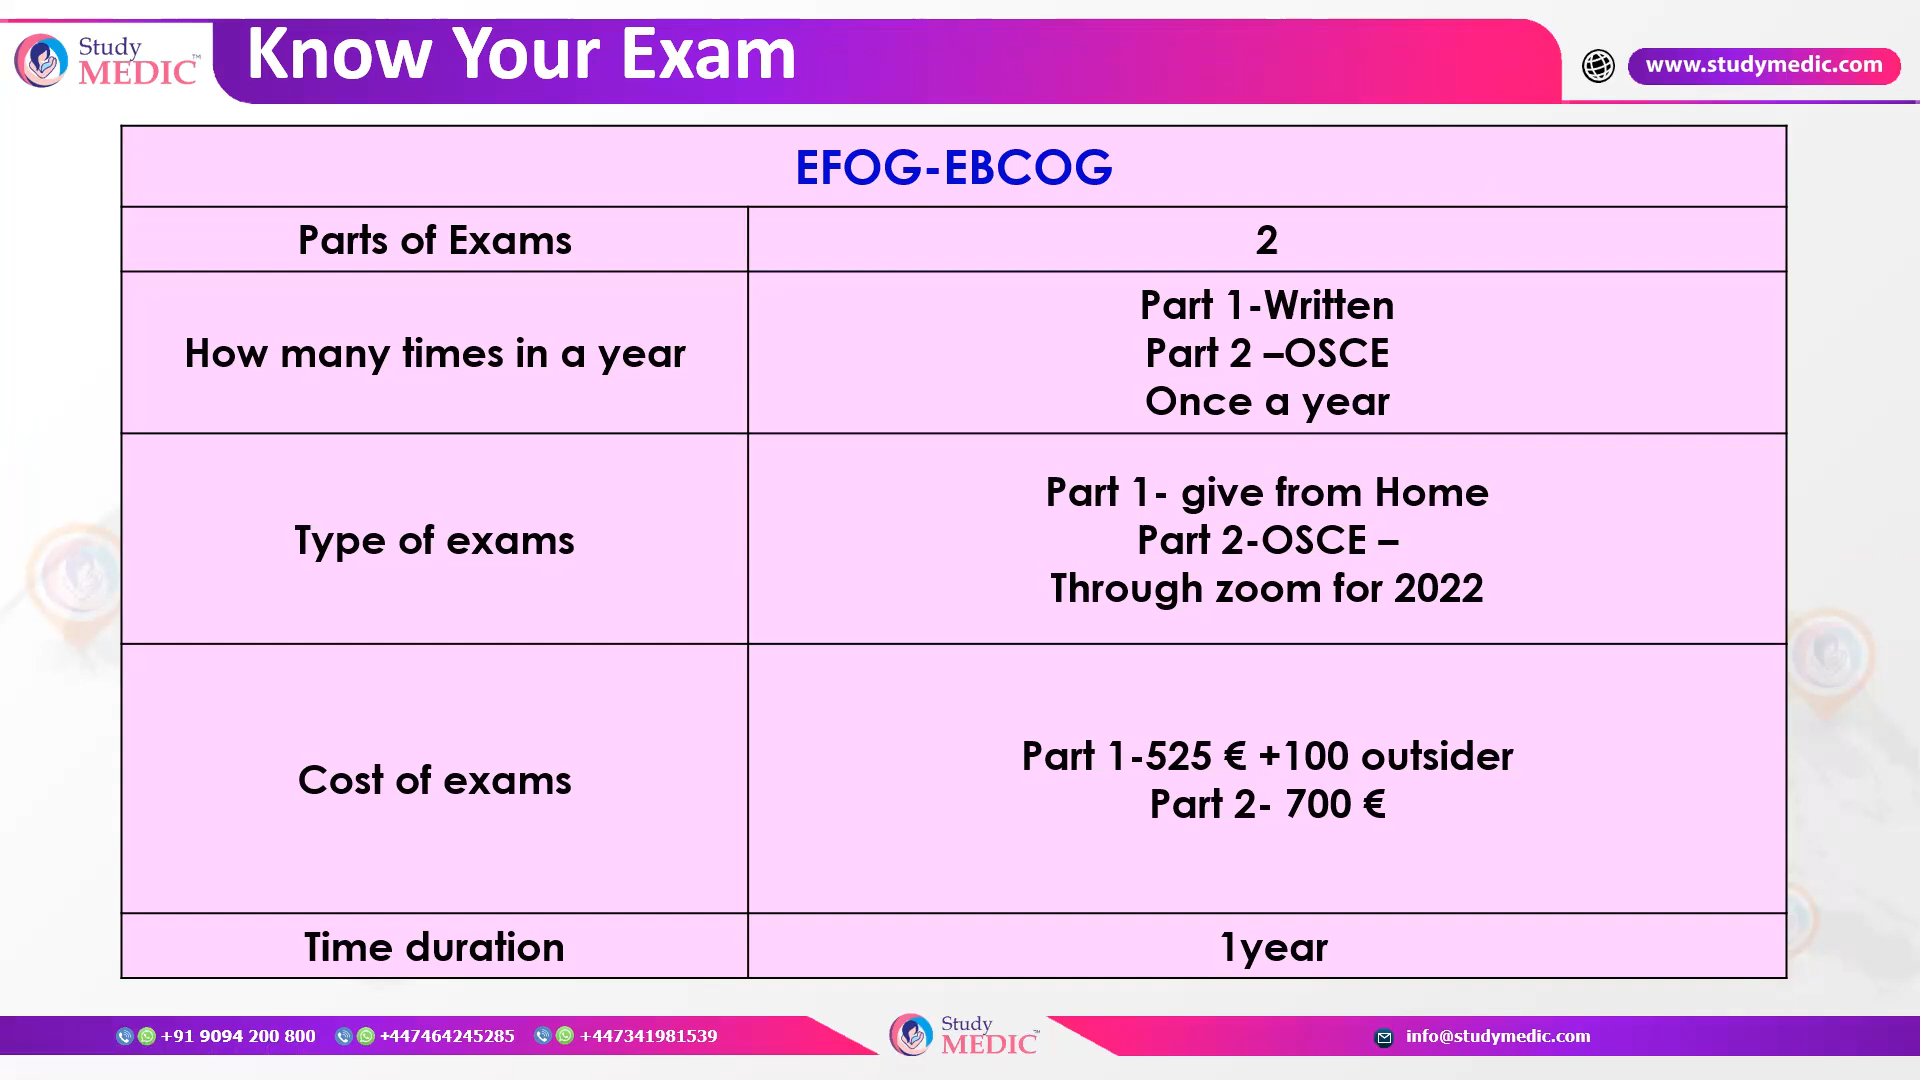 Study
MEDIC™
Know Your Exam
www.studymedic.com
EFOG-EBCOG
Parts of Exams
2
How many times in a year
Part 1-Written
Part 2 –OSCE
Once a year
Type of exams
Part 1- give from Home
Part 2-OSCE –
Through zoom for 2022
Cost of exams
Part 1-525 € +100 outsider
Part 2- 700 €
Time duration
1year
+91 9094 200 800
+447464245285
+447341981539
Study
MEDIC™
info@studymedic.com